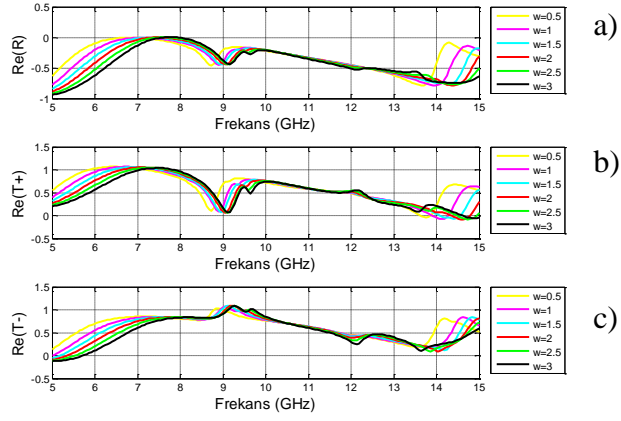 0.5
0
-0.5
-1
Re(R)
5 6 7 8 9 10 11 12 13 14 15
Frekans (GHz)
w=0.5
w=1
w=1.5
w=2
w=2.5
w=3
a)
1.5
1
0.5
0
-0.5
Re(T+)
5 6 7 8 9 10 11 12 13 14 15
Frekans (GHz)
w=0.5
w=1
w=1.5
w=2
w=2.5
w=3
b)
1.5
1
0.5
0
-0.5
Re(T-)
5 6 7 8 9 10 11 12 13 14 15
Frekans (GHz)
w=0.5
w=1
w=1.5
w=2
w=2.5
w=3
c)